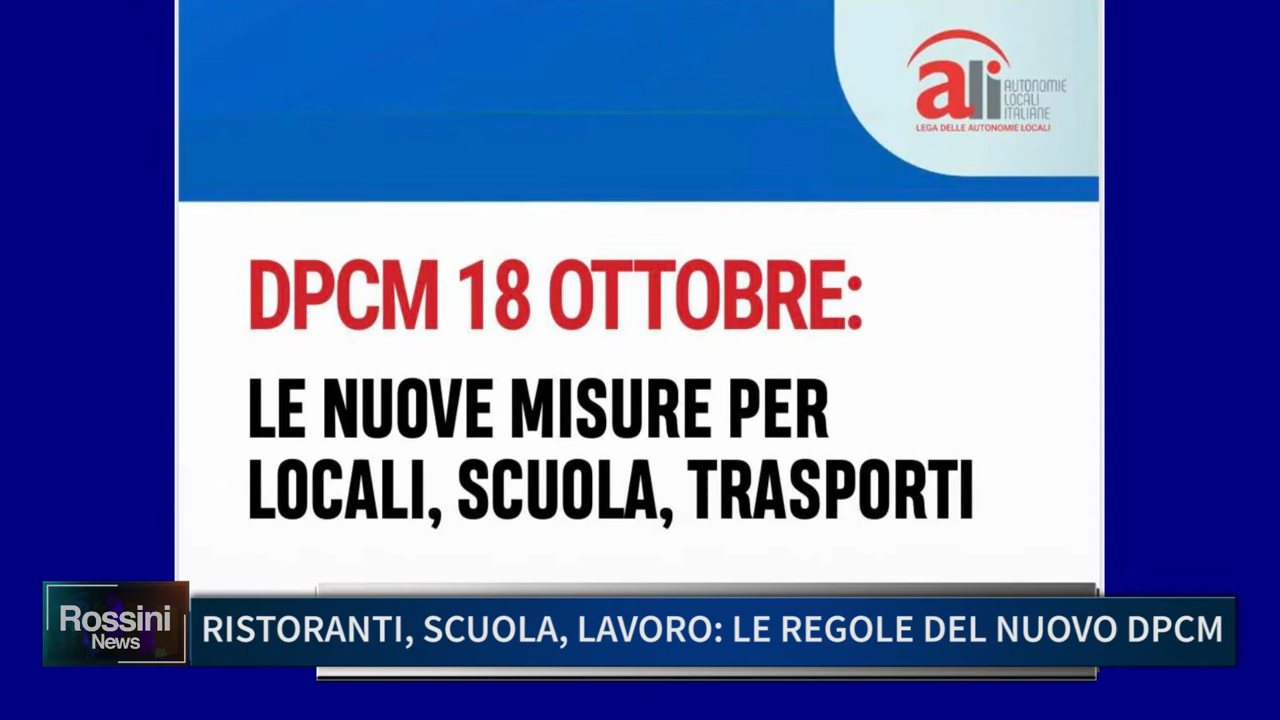 ali
AUTONOMIE
LOCALI
ITALIANE
LEGA DELLE AUTONOMIE LOCALI
DPCM 18 OTTOBRE:
LE NUOVE MISURE PER
LOCALI, SCUOLA, TRASPORTI
Rossini
News
RISTORANTI, SCUOLA, LAVORO: LE REGOLE DEL NUOVO DPCM